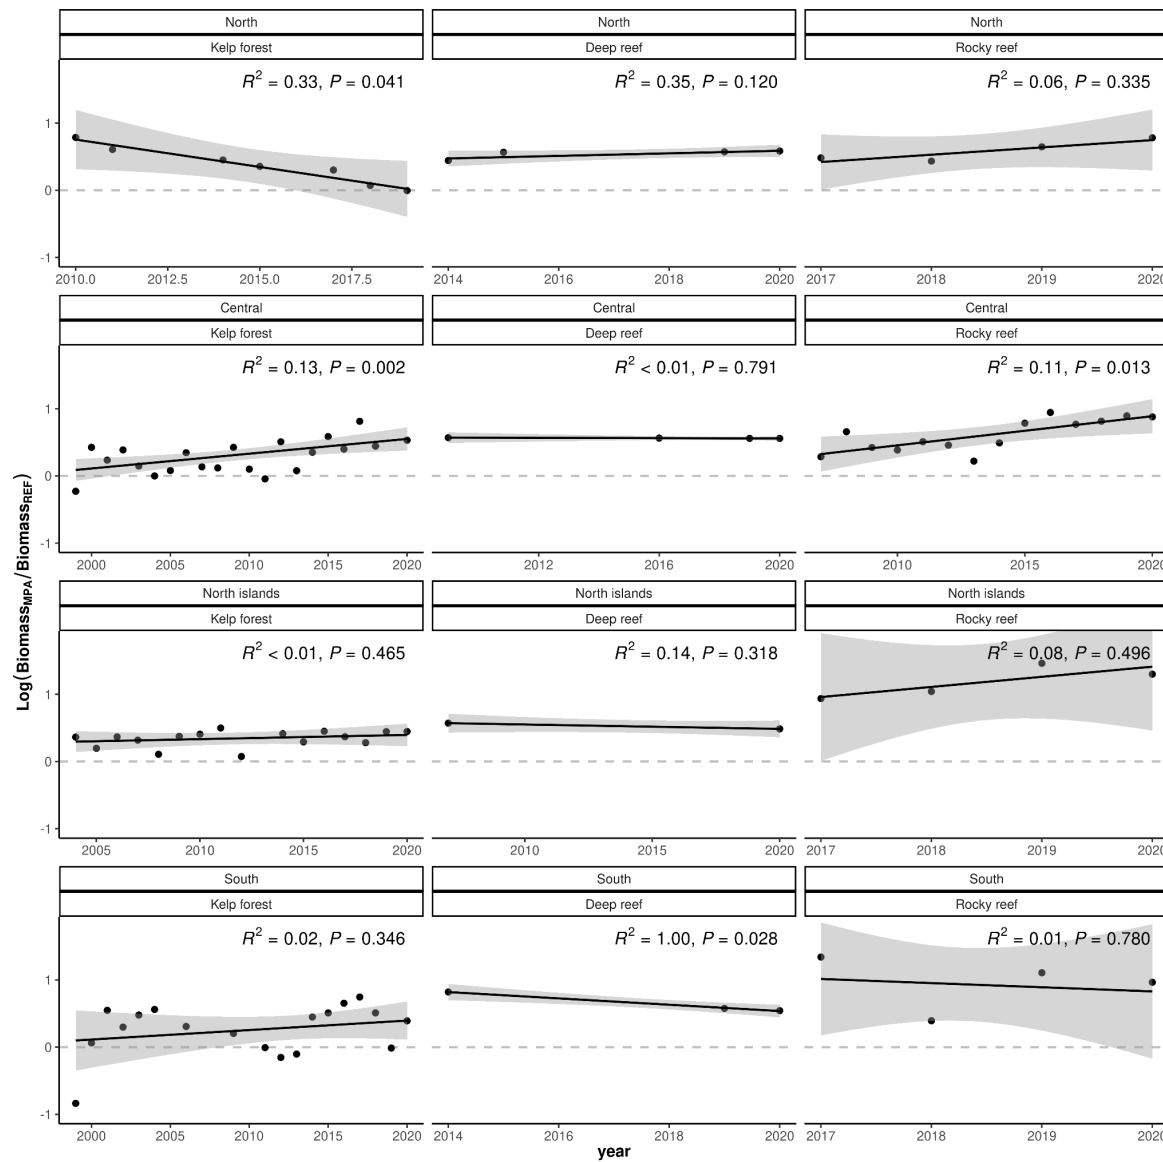 North North North
Kelp forest Deep reef Rocky reef
R² = 0.33, P = 0.041 R² = 0.35, P = 0.120 R² = 0.06, P = 0.335
1
0
-1
2010.0 2012.5 2015.0 2017.5 2014 2016 2018 2020 2017 2018 2019 2020
Central Central Central
Kelp forest Deep reef Rocky reef
R² = 0.13, P = 0.002 R² < 0.01, P = 0.791 R² = 0.11, P = 0.013
1
0
-1
2000 2005 2010 2015 2020 2012 2016 2020 2010 2015 2020
Log(Biomass_MPA/Biomass_REF)
North islands North islands North islands
Kelp forest Deep reef Rocky reef
R² < 0.01, P = 0.465 R² = 0.14, P = 0.318 R² = 0.08, P = 0.496
1
0
-1
2005 2010 2015 2020 2010 2015 2020 2017 2018 2019 2020
South South South
Kelp forest Deep reef Rocky reef
R² = 0.02, P = 0.346 R² = 1.00, P = 0.028 R² = 0.01, P = 0.780
1
0
-1
2000 2005 2010 2015 2020 2014 2016 2018 2020 2017 2018 2019 2020
year